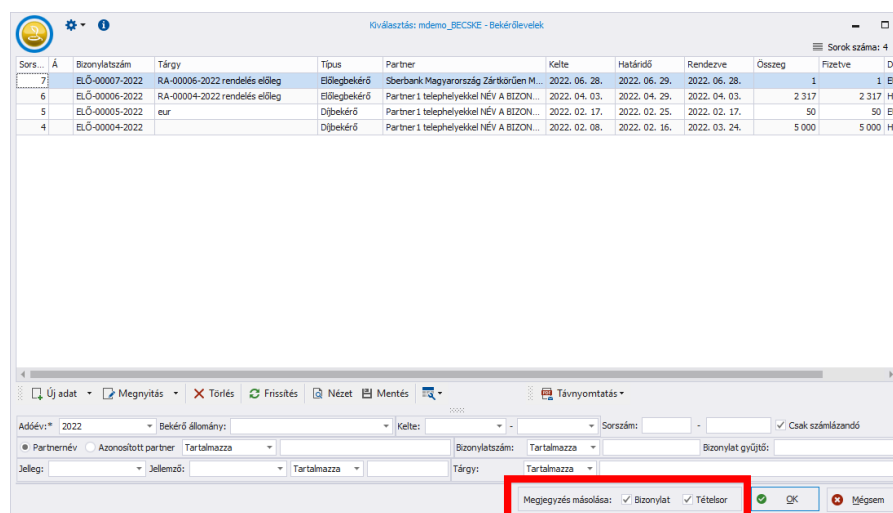 Kiválasztás: mdemo_BECSKE - Bekérőlevelek
Sorok száma: 4
Sors... Á Bizonylatszám Tárgy Típus Partner Kelte Határidő Rendezve Összeg Fizetve D
7 ELŐ-00007-2022 RA-00006-2022 rendelés előleg Előlegbekérő Sberbank Magyarország Zártkörűen M... 2022. 06. 28. 2022. 06. 29. 2022. 06. 28. 1 1 El
6 ELŐ-00006-2022 RA-00004-2022 rendelés előleg Előlegbekérő Partner1 telephelyekkel NÉV A BIZON... 2022. 04. 03. 2022. 04. 29. 2022. 04. 03. 2 317 2 317 H
5 ELŐ-00005-2022 eur Díjbekérő Partner1 telephelyekkel NÉV A BIZON... 2022. 02. 17. 2022. 02. 25. 2022. 02. 17. 50 50 El
4 ELŐ-00004-2022 Díjbekérő Partner1 telephelyekkel NÉV A BIZON... 2022. 02. 08. 2022. 02. 16. 2022. 03. 24. 5 000 5 000 H
Új adat Megnyitás Törlés Frissítés Nézet Mentés Távnyomtatás
Adóév:* 2022 Bekérő állomány: Kelte: - Sorszám: - Csak számlázandó
Partnernév Azonosított partner Tartalmazza Bizonylatszám: Tartalmazza Bizonylat gyűjtő:
Jelleg: Jellemző: Tartalmazza Tárgy: Tartalmazza
Megjegyzés másolása: Bizonylat Tételsor OK Mégsem